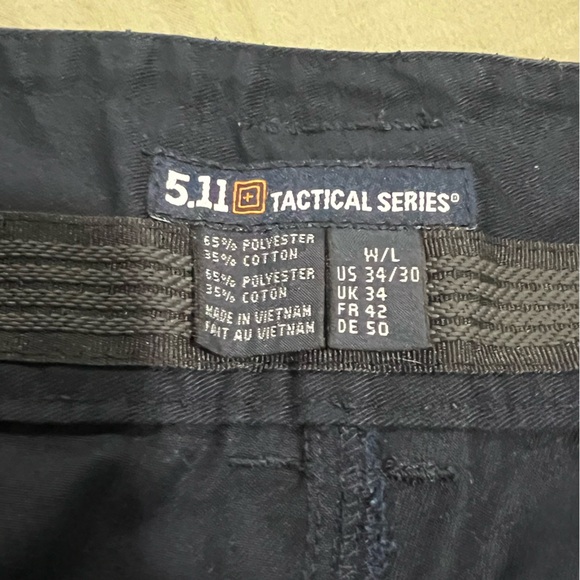 5.11 TACTICAL SERIES®
65% POLYESTER
35% COTTON
65% POLYESTER
35% COTON
MADE IN VIETNAM
FAIT AU VIETNAM
W/L
US 34/30
UK 34
FR 42
DE 50